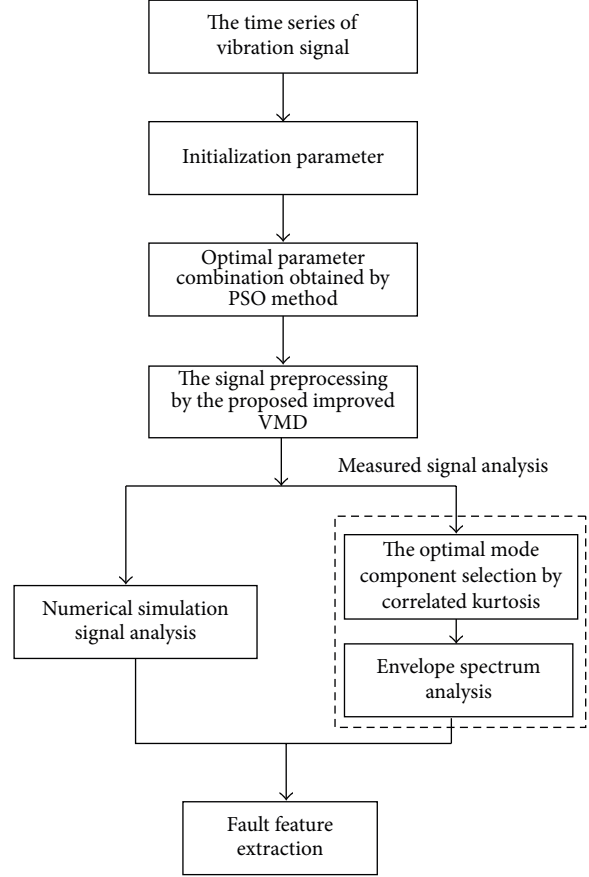 The time series of
vibration signal
Initialization parameter
Optimal parameter
combination obtained by
PSO method
The signal preprocessing
by the proposed improved
VMD
Measured signal analysis
The optimal mode
component selection by
correlated kurtosis
Numerical simulation
signal analysis
Envelope spectrum
analysis
Fault feature
extraction